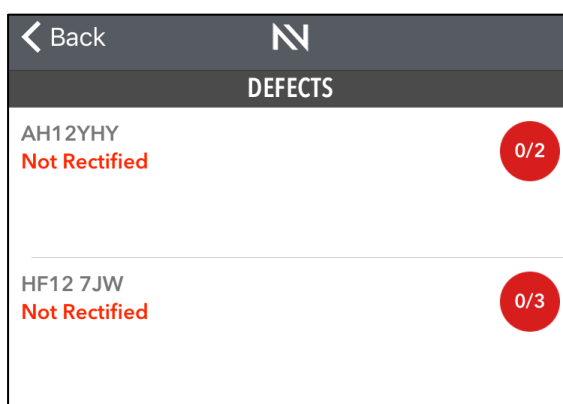 Back
DEFECTS
AH12YHY
Not Rectified
0/2
HF12 7JW
Not Rectified
0/3